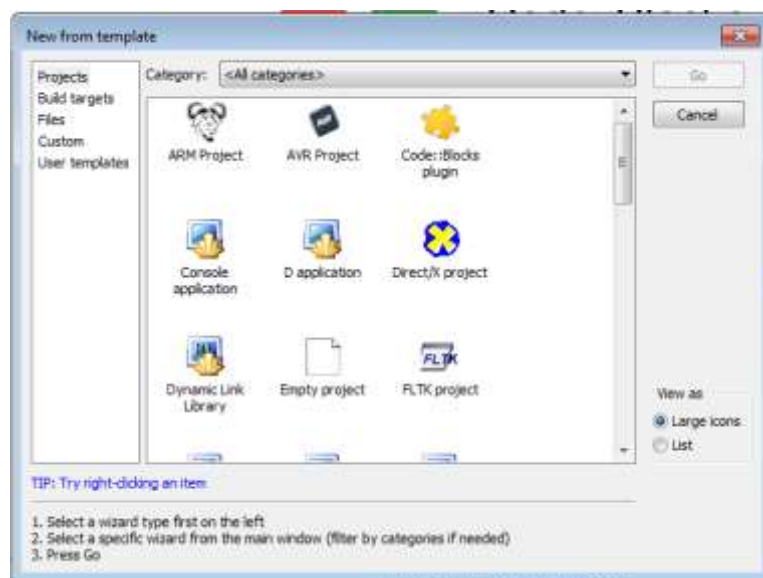 New from template
Projects
Build targets
Files
Custom
User templates
Category: <All categories>
Go
Cancel
ARM Project
AVR Project
Code::Blocks
plugin
Console
application
D application
Direct/X project
Dynamic Link
Library
Empty project
FLTK
FLTK project
View as
Large icons
List
TIP: Try right-clicking an item
1. Select a wizard type first on the left
2. Select a specific wizard from the main window (filter by categories if needed)
3. Press Go